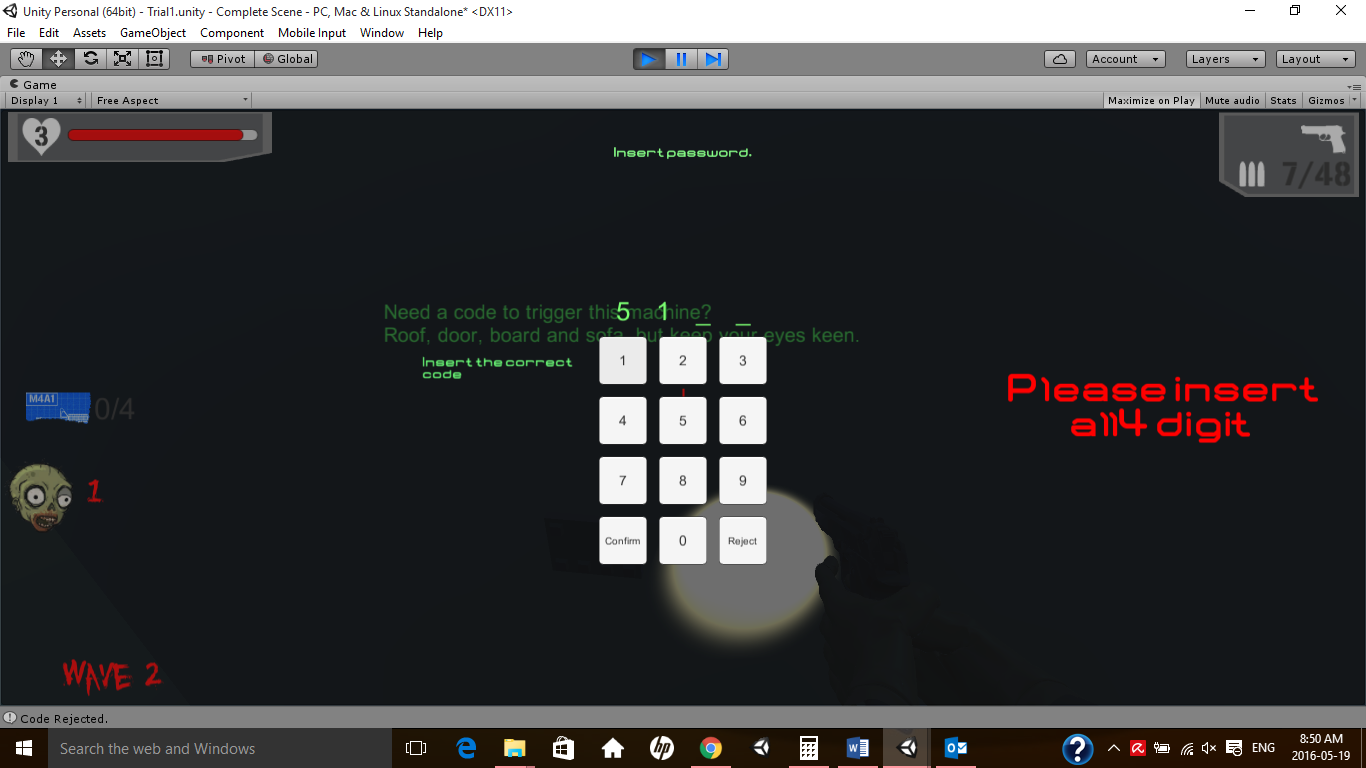 Unity Personal (64bit) - Trial1.unity - Complete Scene - PC, Mac & Linux Standalone* <DX11>
File Edit Assets GameObject Component Mobile Input Window Help
Pivot Global Account Layers Layout
Game
Display 1 Free Aspect Maximize on Play Mute audio Stats Gizmos
3
Insert password.
7/48
Need a code to trigger this machine?
5 1 _ _
Roof, door, board and sofa, but keep your eyes keen.
Insert the correct
code
1 2 3
Please insert
all 4 digit
M4A1
0/4
4 5 6
7 8 9
1
Confirm 0 Reject
WAVE 2
Code Rejected.
Search the web and Windows
ENG
8:50 AM
2016-05-19